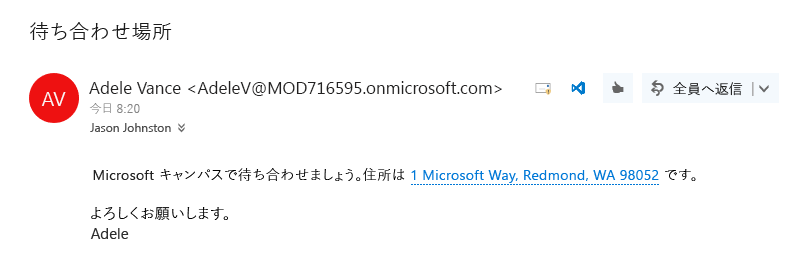 待ち合わせ場所
AV
Adele Vance <AdeleV@MOD716595.onmicrosoft.com>
全員へ返信
今日 8:20
Jason Johnston
Microsoft キャンパスで待ち合わせましょう。住所は 1 Microsoft Way, Redmond, WA 98052 です。
よろしくお願いします。
Adele